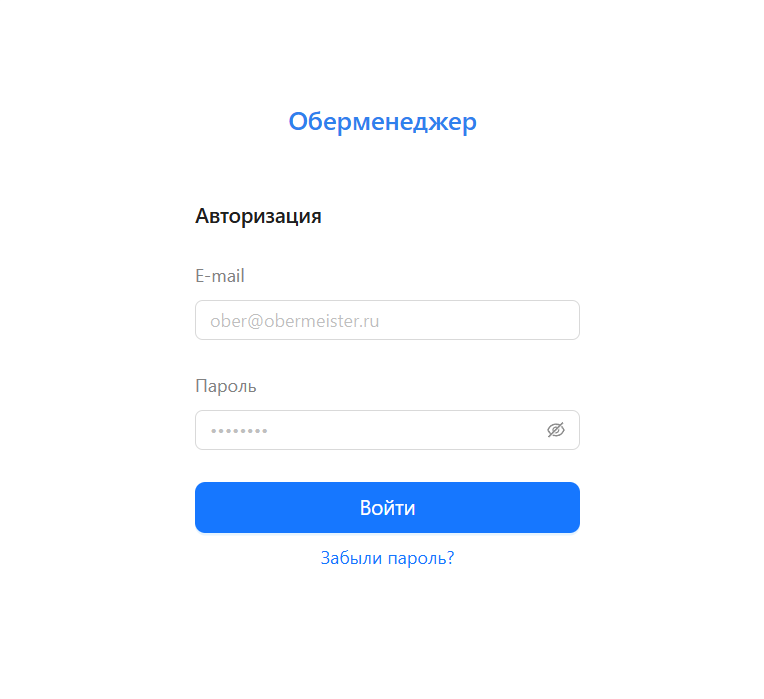 Оберменеджер
Авторизация
E-mail
ober@obermeister.ru
Пароль
••••••••
Войти
Забыли пароль?